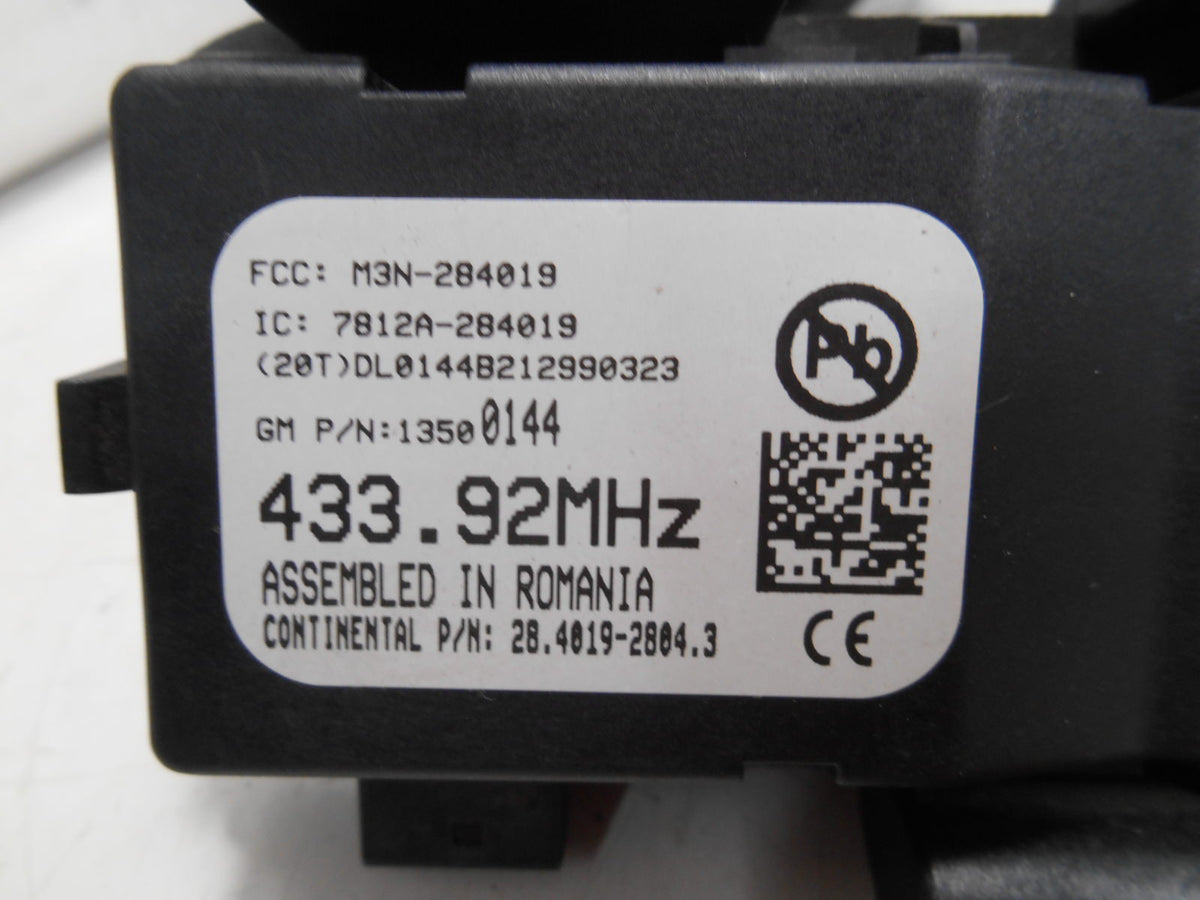 FCC: M3N-284019
IC: 7812A-284019
(20T)DL0144B212990323
GM P/N:13500144
433.92MHz
ASSEMBLED IN ROMANIA
CONTINENTAL P/N: 28.4019-2804.3
Pb
CE